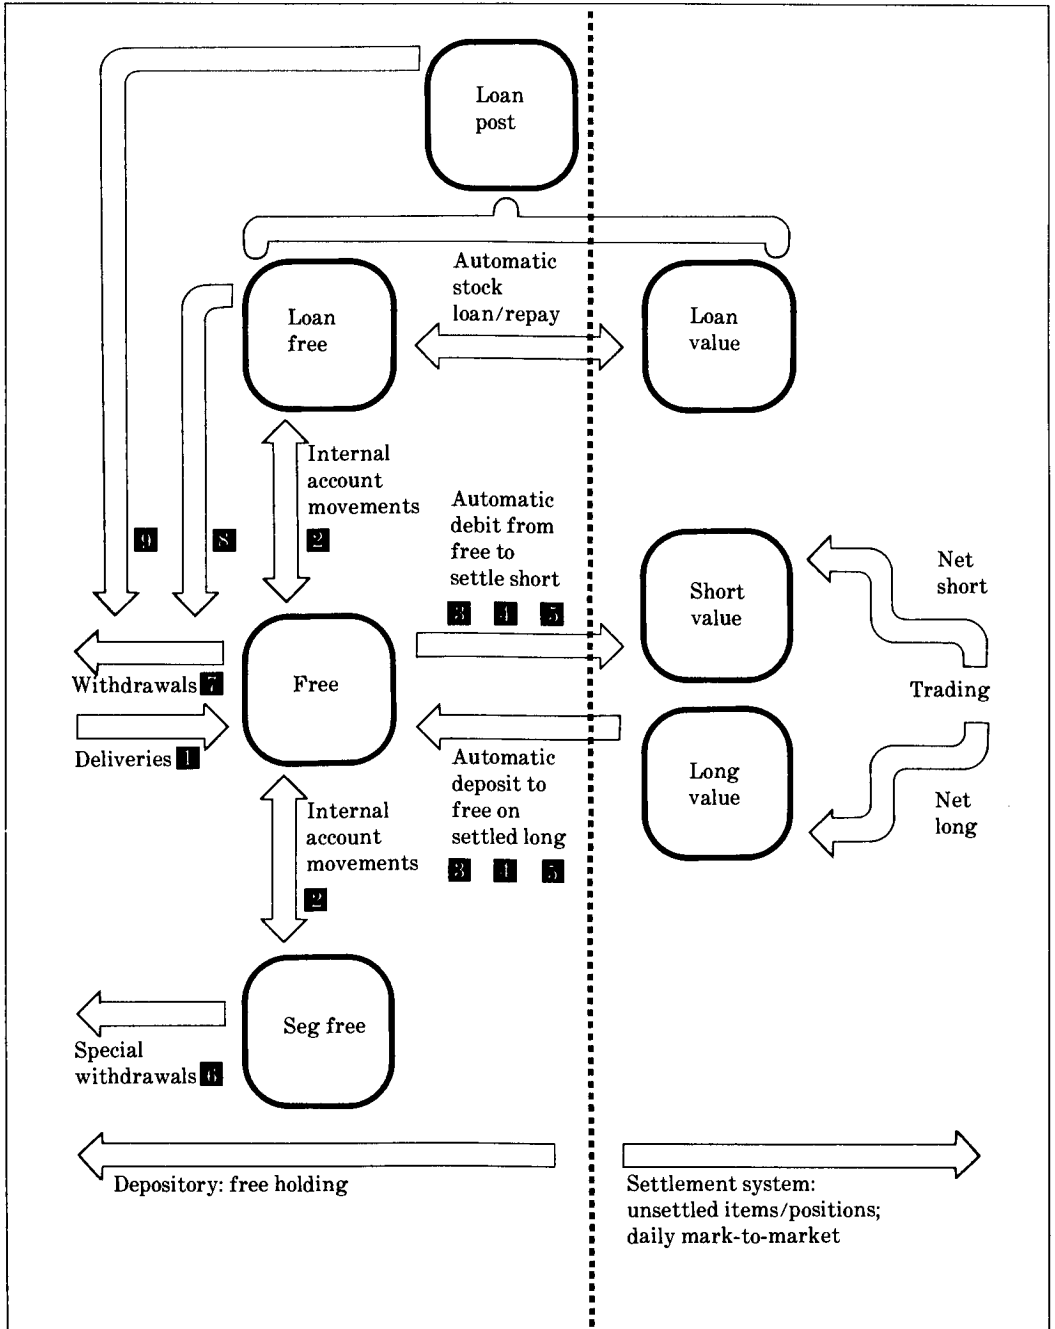 Loan
post
Automatic
stock
loan/repay
Loan
free
Loan
value
Internal
account
movements
2
9
8
Automatic
debit from
free to
settle short
3 4 5
Short
value
Net
short
Free
Withdrawals 7
Trading
Deliveries 1
Automatic
deposit to
free on
settled long
3 4 5
Long
value
Net
long
Internal
account
movements
2
Seg free
Special
withdrawals 6
Depository: free holding
Settlement system:
unsettled items/positions;
daily mark-to-market